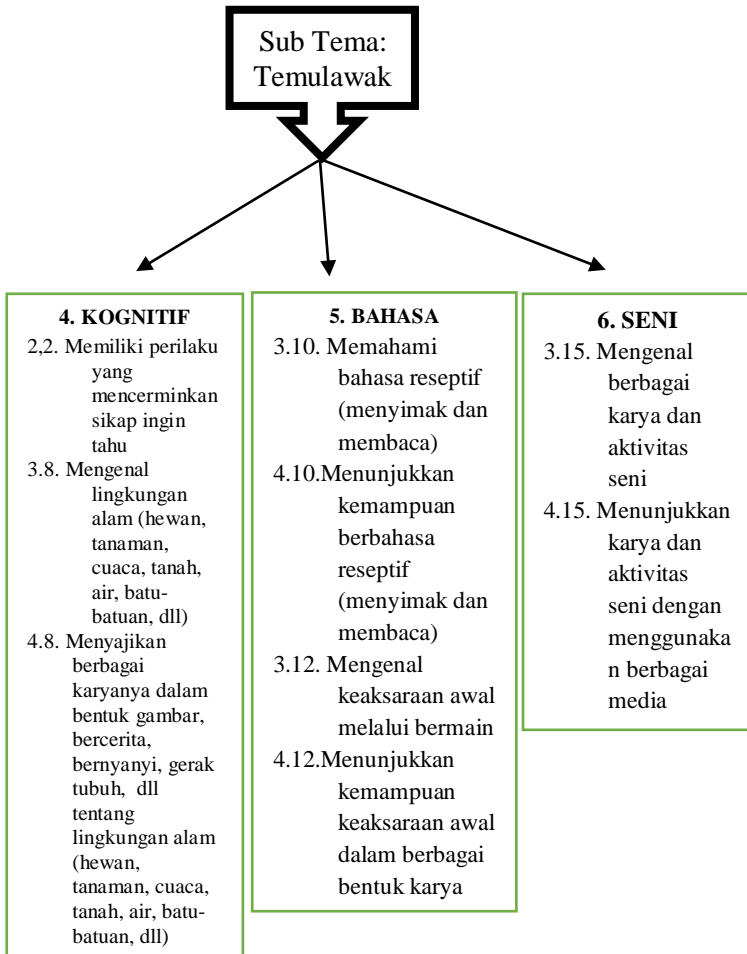 Sub Tema:
Temulawak
4. KOGNITIF
2,2. Memiliki perilaku
yang
mencerminkan
sikap ingin
tahu
3.8. Mengenal
lingkungan
alam (hewan,
tanaman,
cuaca, tanah,
air, batu-
batuan, dll)
4.8. Menyajikan
berbagai
karyanya dalam
bentuk gambar,
bercerita,
bernyanyi, gerak
tubuh, dll
tentang
lingkungan alam
(hewan,
tanaman, cuaca,
tanah, air, batu-
batuan, dll)
5. BAHASA
3.10. Memahami
bahasa reseptif
(menyimak dan
membaca)
4.10.Menunjukkan
kemampuan
berbahasa
reseptif
(menyimak dan
membaca)
3.12. Mengenal
keaksaraan awal
melalui bermain
4.12.Menunjukkan
kemampuan
keaksaraan awal
dalam berbagai
bentuk karya
6. SENI
3.15. Mengenal
berbagai
karya dan
aktivitas
seni
4.15. Menunjukkan
karya dan
aktivitas
seni dengan
menggunaka
n berbagai
media